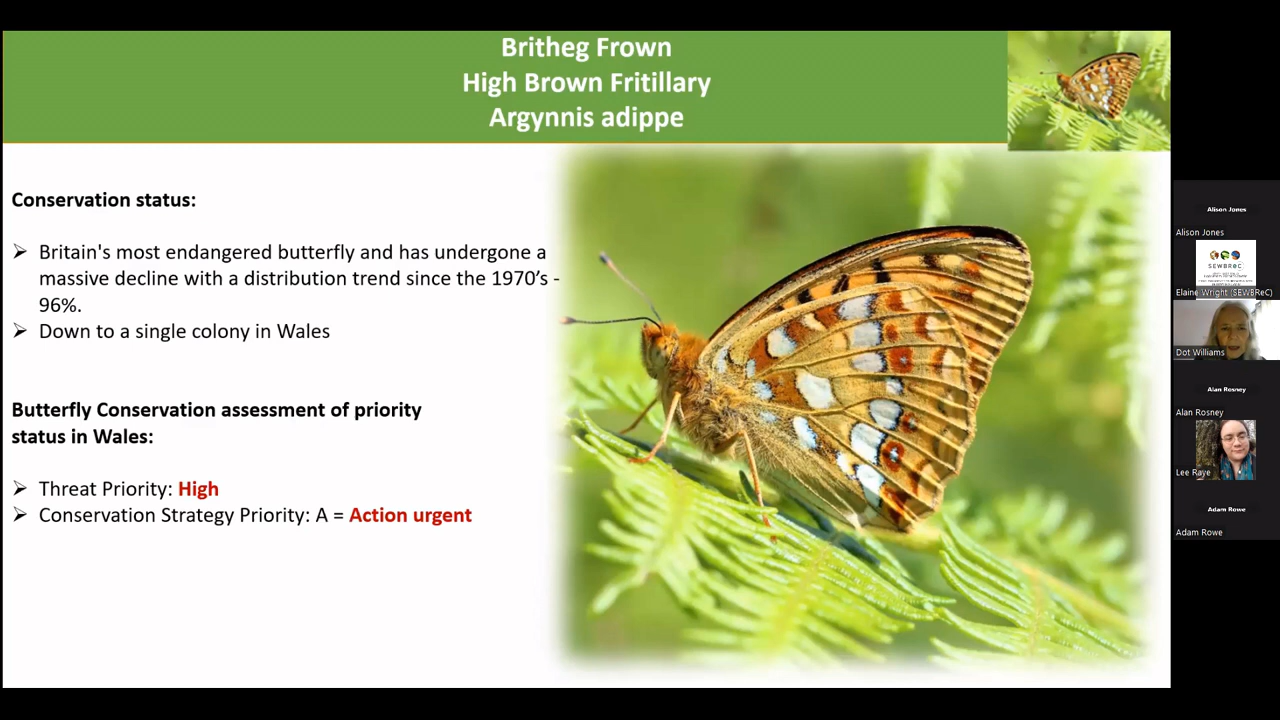 Britheg Frown
High Brown Fritillary
Argynnis adippe
Conservation status:
➢ Britain's most endangered butterfly and has undergone a
massive decline with a distribution trend since the 1970's -
96%.
➢ Down to a single colony in Wales
Butterfly Conservation assessment of priority
status in Wales:
➢ Threat Priority: High
➢ Conservation Strategy Priority: A = Action urgent
Alison Jones
Alison Jones
SEWBReC
Elaine Wright (SEWBReC)
Dot Williams
Alan Rosney
Alan Rosney
Lee Raye
Adam Rowe
Adam Rowe